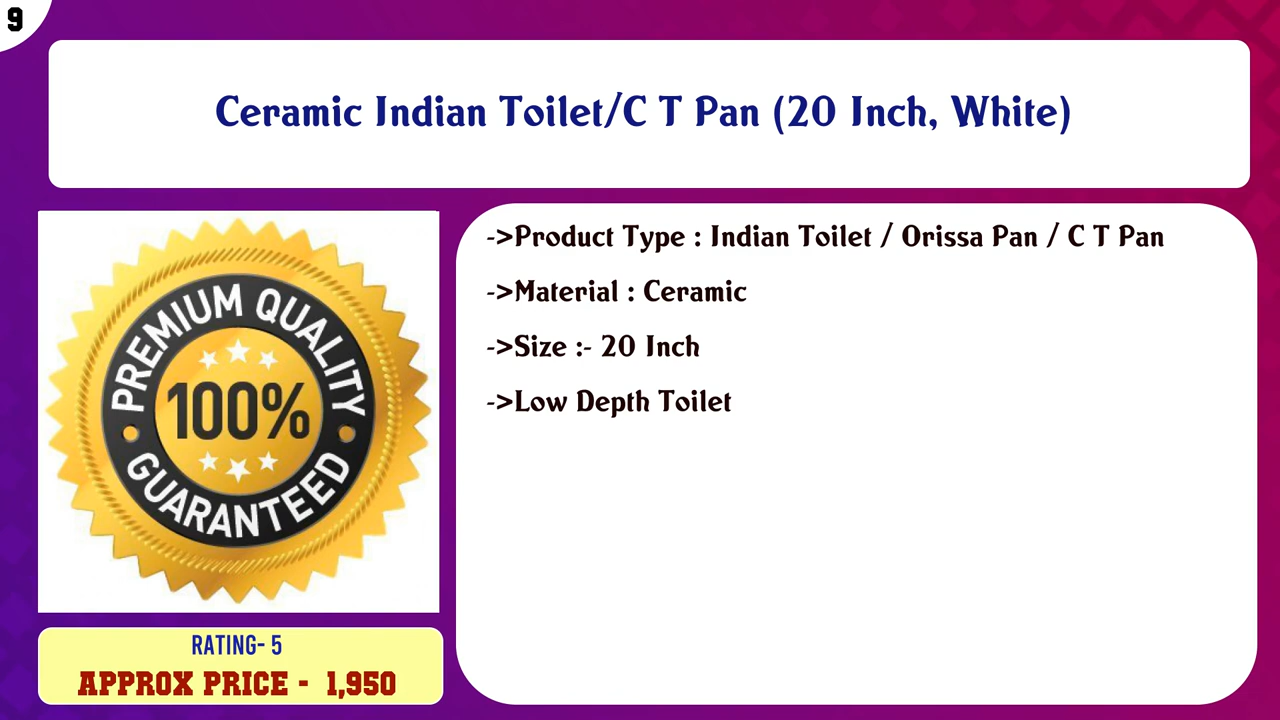 9
Ceramic Indian Toilet/C T Pan (20 Inch, White)
PREMIUM QUALITY
100%
GUARANTEED
->Product Type : Indian Toilet / Orissa Pan / C T Pan
->Material : Ceramic
->Size :- 20 Inch
->Low Depth Toilet
RATING- 5
APPROX PRICE - 1,950